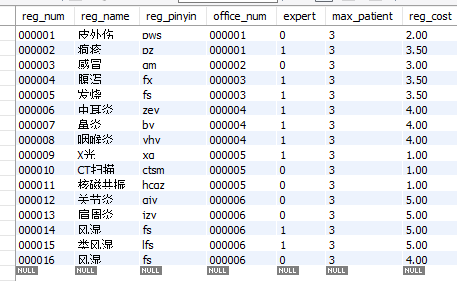 reg_num reg_name reg_pinyin office_num expert max_patient reg_cost
000001 皮外伤 pws 000001 0 3 2.00
000002 疱疹 pz 000001 1 3 3.50
000003 感冒 gm 000002 0 3 3.00
000004 腹泻 fx 000003 1 3 3.50
000005 发烧 fs 000003 1 3 3.50
000006 中耳炎 zey 000004 1 3 4.00
000007 鼻炎 by 000004 1 3 4.00
000008 咽喉炎 yhy 000004 1 3 4.00
000009 X光 xg 000005 1 3 1.00
000010 CT扫描 ctsm 000005 0 3 1.00
000011 核磁共振 hcgz 000005 0 3 1.00
000012 关节炎 gjy 000006 0 3 5.00
000013 肩周炎 jzy 000006 0 3 5.00
000014 风湿 fs 000006 1 3 5.00
000015 类风湿 lfs 000006 1 3 5.00
000016 风湿 fs 000006 0 3 4.00
NULL NULL NULL NULL NULL NULL NULL